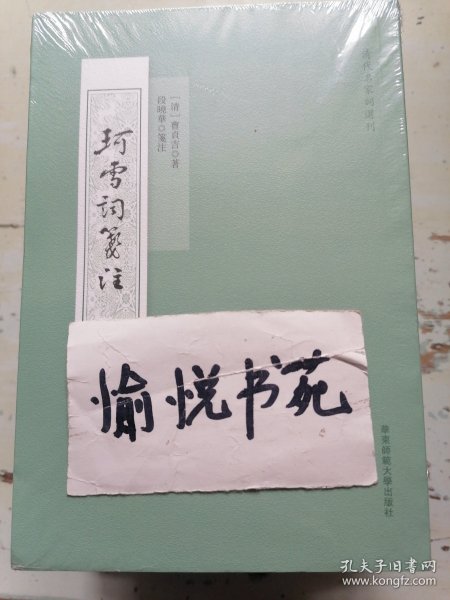 清代名家詞選刊
[清]曹貞吉◎著
段曉華◎箋注
珂雪詞箋注
愉悦书苑
華東師範大學出版社
孔夫子旧书网
www.kongfz.com